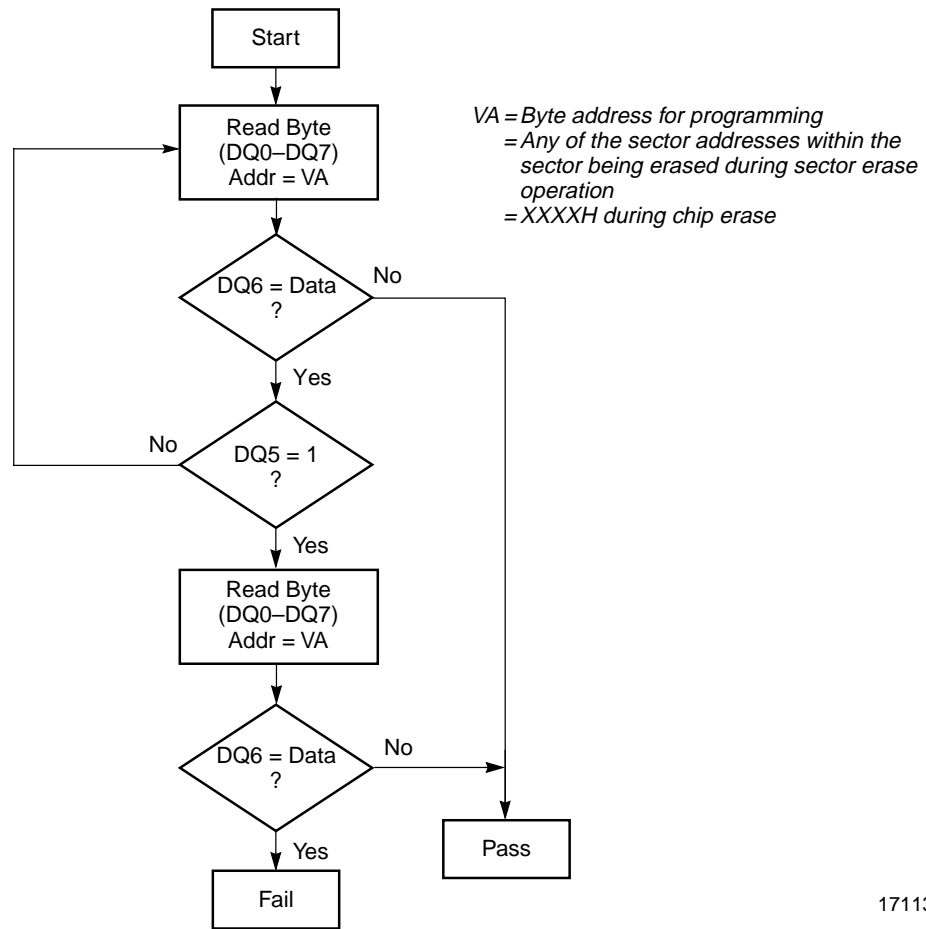 Start
Read Byte
(DQ0–DQ7)
Addr = VA
VA = Byte address for programming
= Any of the sector addresses within the
sector being erased during sector erase
operation
= XXXXH during chip erase
DQ6 = Data
?
No
Yes
DQ5 = 1
?
No
Yes
Read Byte
(DQ0–DQ7)
Addr = VA
DQ6 = Data
?
No
Yes
Pass
Fail
17113